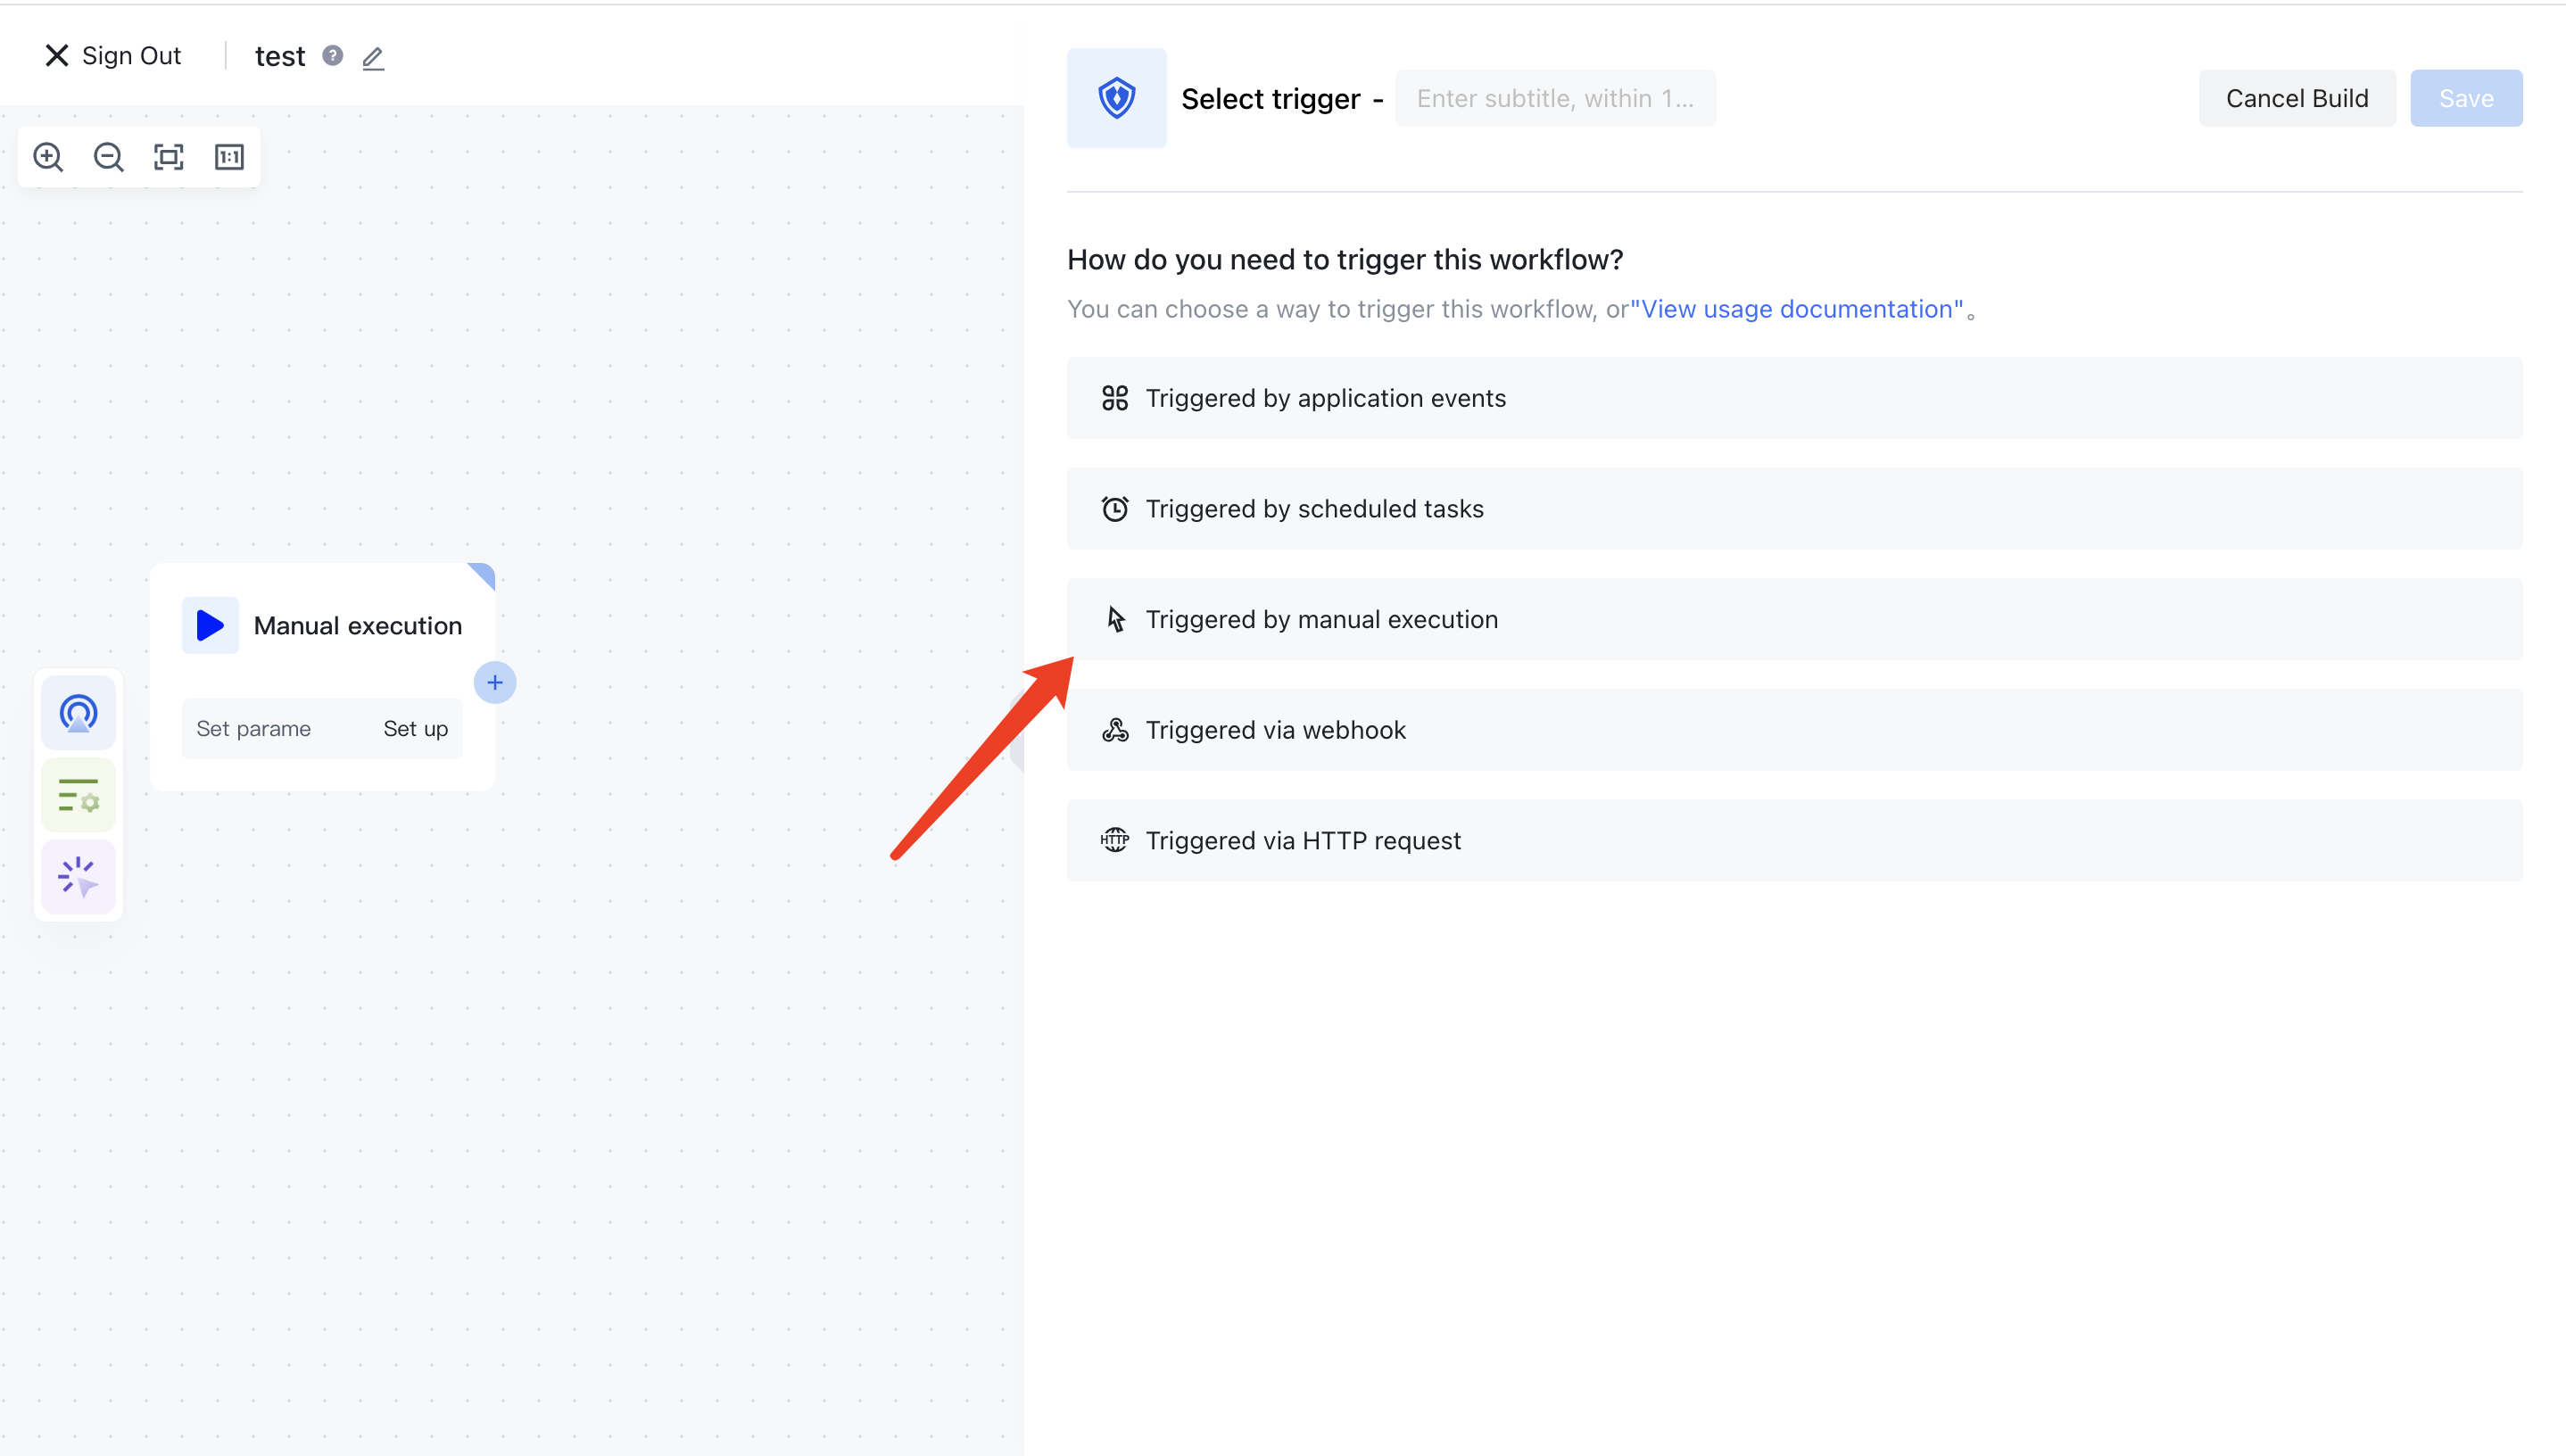 Sign Out
test
?
1:1
Manual execution
Set parame
Set up
Select trigger -
Enter subtitle, within 1...
Cancel Build
Save
How do you need to trigger this workflow?
You can choose a way to trigger this workflow, or"View usage documentation"。
Triggered by application events
Triggered by scheduled tasks
Triggered by manual execution
Triggered via webhook
HTTP
Triggered via HTTP request